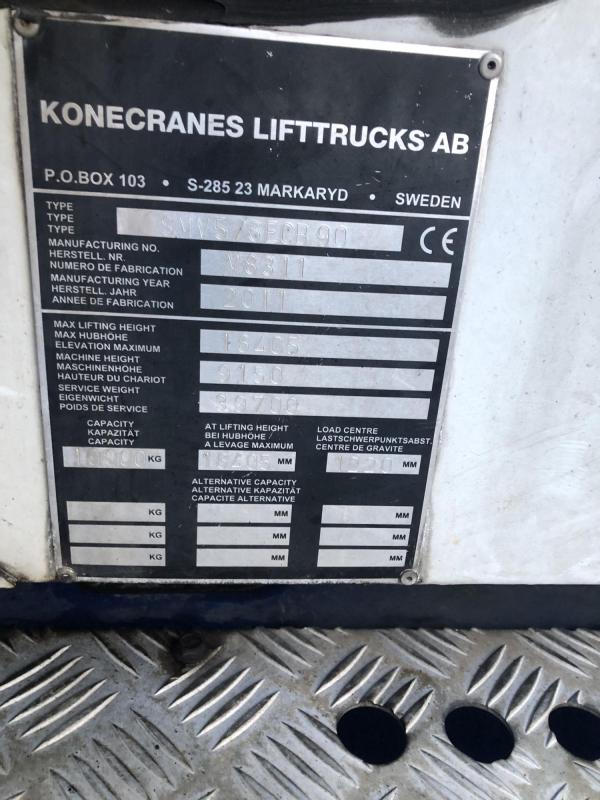 KONECRANES LIFTTRUCKS AB
P.O.BOX 103 • S-285 23 MARKARYD • SWEDEN
TYPE
TYPE
TYPE
MANUFACTURING NO.
HERSTELL. NR.
NUMERO DE FABRICATION
MANUFACTURING YEAR 2011
HERSTELL. JAHR
ANNEE DE FABRICATION
MAX LIFTING HEIGHT
MAX HUBHÖHE
ELEVATION MAXIMUM
MACHINE HEIGHT
MASCHINENHÖHE
HAUTEUR DU CHARIOT
SERVICE WEIGHT
EIGENWICHT
POIDS DE SERVICE
CAPACITY AT LIFTING HEIGHT LOAD CENTRE
KAPAZITÄT BEI HUBHÖHE / LASTSCHWERPUNKTSABST.
CAPACITY A LEVAGE MAXIMUM CENTRE DE GRAVITE
KG MM MM
ALTERNATIVE CAPACITY
ALTERNATIVE KAPAZITÄT
CAPACITE ALTERNATIVE
KG MM MM
KG MM MM
KG MM MM
CE